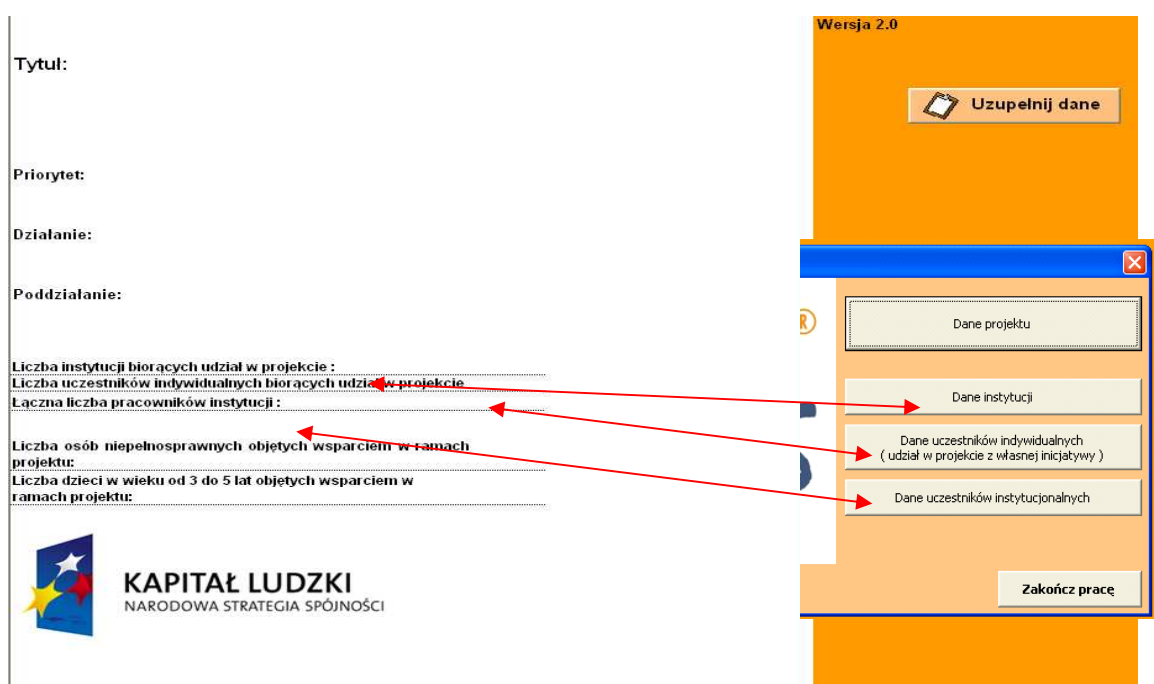 Wersja 2.0
Tytuł:
Uzupełnij dane
Priorytet:
Działanie:
Poddziałanie:
Liczba instytucji biorących udział w projekcie :
Liczba uczestników indywidualnych biorących udział w projekcie
Łączna liczba pracowników instytucji :
Liczba osób niepełnosprawnych objętych wsparciem w ramach
projektu:
Liczba dzieci w wieku od 3 do 5 lat objętych wsparciem w
ramach projektu:
KAPITAŁ LUDZKI
NARODOWA STRATEGIA SPÓJNOŚCI
®
Dane projektu
Dane instytucji
Dane uczestników indywidualnych
( udział w projekcie z własnej inicjatywy )
Dane uczestników instytucjonalnych
Zakończ pracę